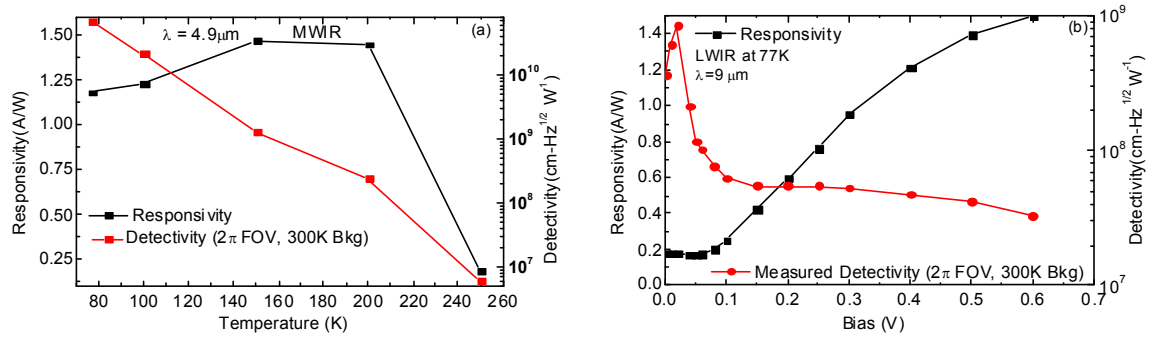 (a)
λ = 4.9μm
MWIR
1.50
1.25
1.00
0.75
0.50
0.25
Responsivity(A/W)
Responsivity
Detectivity (2π FOV, 300K Bkg)
10^10
10^9
10^8
10^7
Detectivity(cm-Hz^1/2 W^-1)
80 100 120 140 160 180 200 220 240 260
Temperature (K)
(b)
Responsivity
LWIR at 77K
λ=9 μm
1.4
1.2
1.0
0.8
0.6
0.4
0.2
0.0
Responsivity(A/W)
Measured Detectivity (2π FOV, 300K Bkg)
10^9
10^8
10^7
Detectivity(cm-Hz^1/2 W^-1)
0.0 0.1 0.2 0.3 0.4 0.5 0.6 0.7
Bias (V)